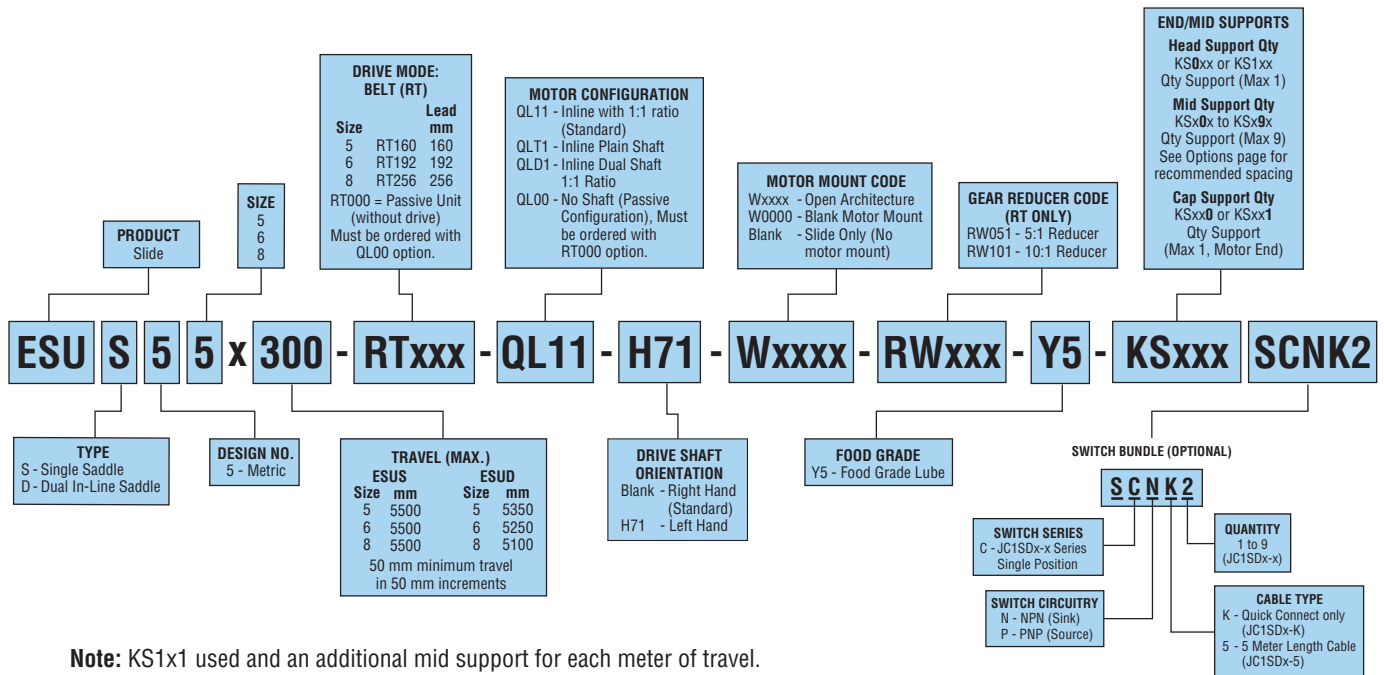 END/MID SUPPORTS
Head Support Qty
KS0xx or KS1xx
Qty Support (Max 1)
Mid Support Qty
KSx0x to KSx9x
Qty Support (Max 9)
See Options page for
recommended spacing
Cap Support Qty
KSxx0 or KSxx1
Qty Support
(Max 1, Motor End)
DRIVE MODE:
BELT (RT)
Lead
Size mm
5 RT160 160
6 RT192 192
8 RT256 256
RT000 = Passive Unit
(without drive)
Must be ordered with
QL00 option.
MOTOR CONFIGURATION
QL11 - Inline with 1:1 ratio
(Standard)
QLT1 - Inline Plain Shaft
QLD1 - Inline Dual Shaft
1:1 Ratio
QL00 - No Shaft (Passive
Configuration), Must
be ordered with
RT000 option.
MOTOR MOUNT CODE
Wxxxx - Open Architecture
W0000 - Blank Motor Mount
Blank - Slide Only (No
motor mount)
GEAR REDUCER CODE
(RT ONLY)
RW051 - 5:1 Reducer
RW101 - 10:1 Reducer
SIZE
5
6
8
PRODUCT
Slide
ESU S 5 5 x 300 - RTxxx - QL11 - H71 - Wxxxx - RWxxx - Y5 - KSxxx SCNK2
TYPE
S - Single Saddle
D - Dual In-Line Saddle
DESIGN NO.
5 - Metric
TRAVEL (MAX.)
ESUS ESUD
Size mm Size mm
5 5500 5 5350
6 5500 6 5250
8 5500 8 5100
50 mm minimum travel
in 50 mm increments
DRIVE SHAFT
ORIENTATION
Blank - Right Hand
(Standard)
H71 - Left Hand
FOOD GRADE
Y5 - Food Grade Lube
SWITCH BUNDLE (OPTIONAL)
S C N K 2
SWITCH SERIES
C - JC1SDx-x Series
Single Position
SWITCH CIRCUITRY
N - NPN (Sink)
P - PNP (Source)
QUANTITY
1 to 9
(JC1SDx-x)
CABLE TYPE
K - Quick Connect only
(JC1SDx-K)
5 - 5 Meter Length Cable
(JC1SDx-5)
Note: KS1x1 used and an additional mid support for each meter of travel.